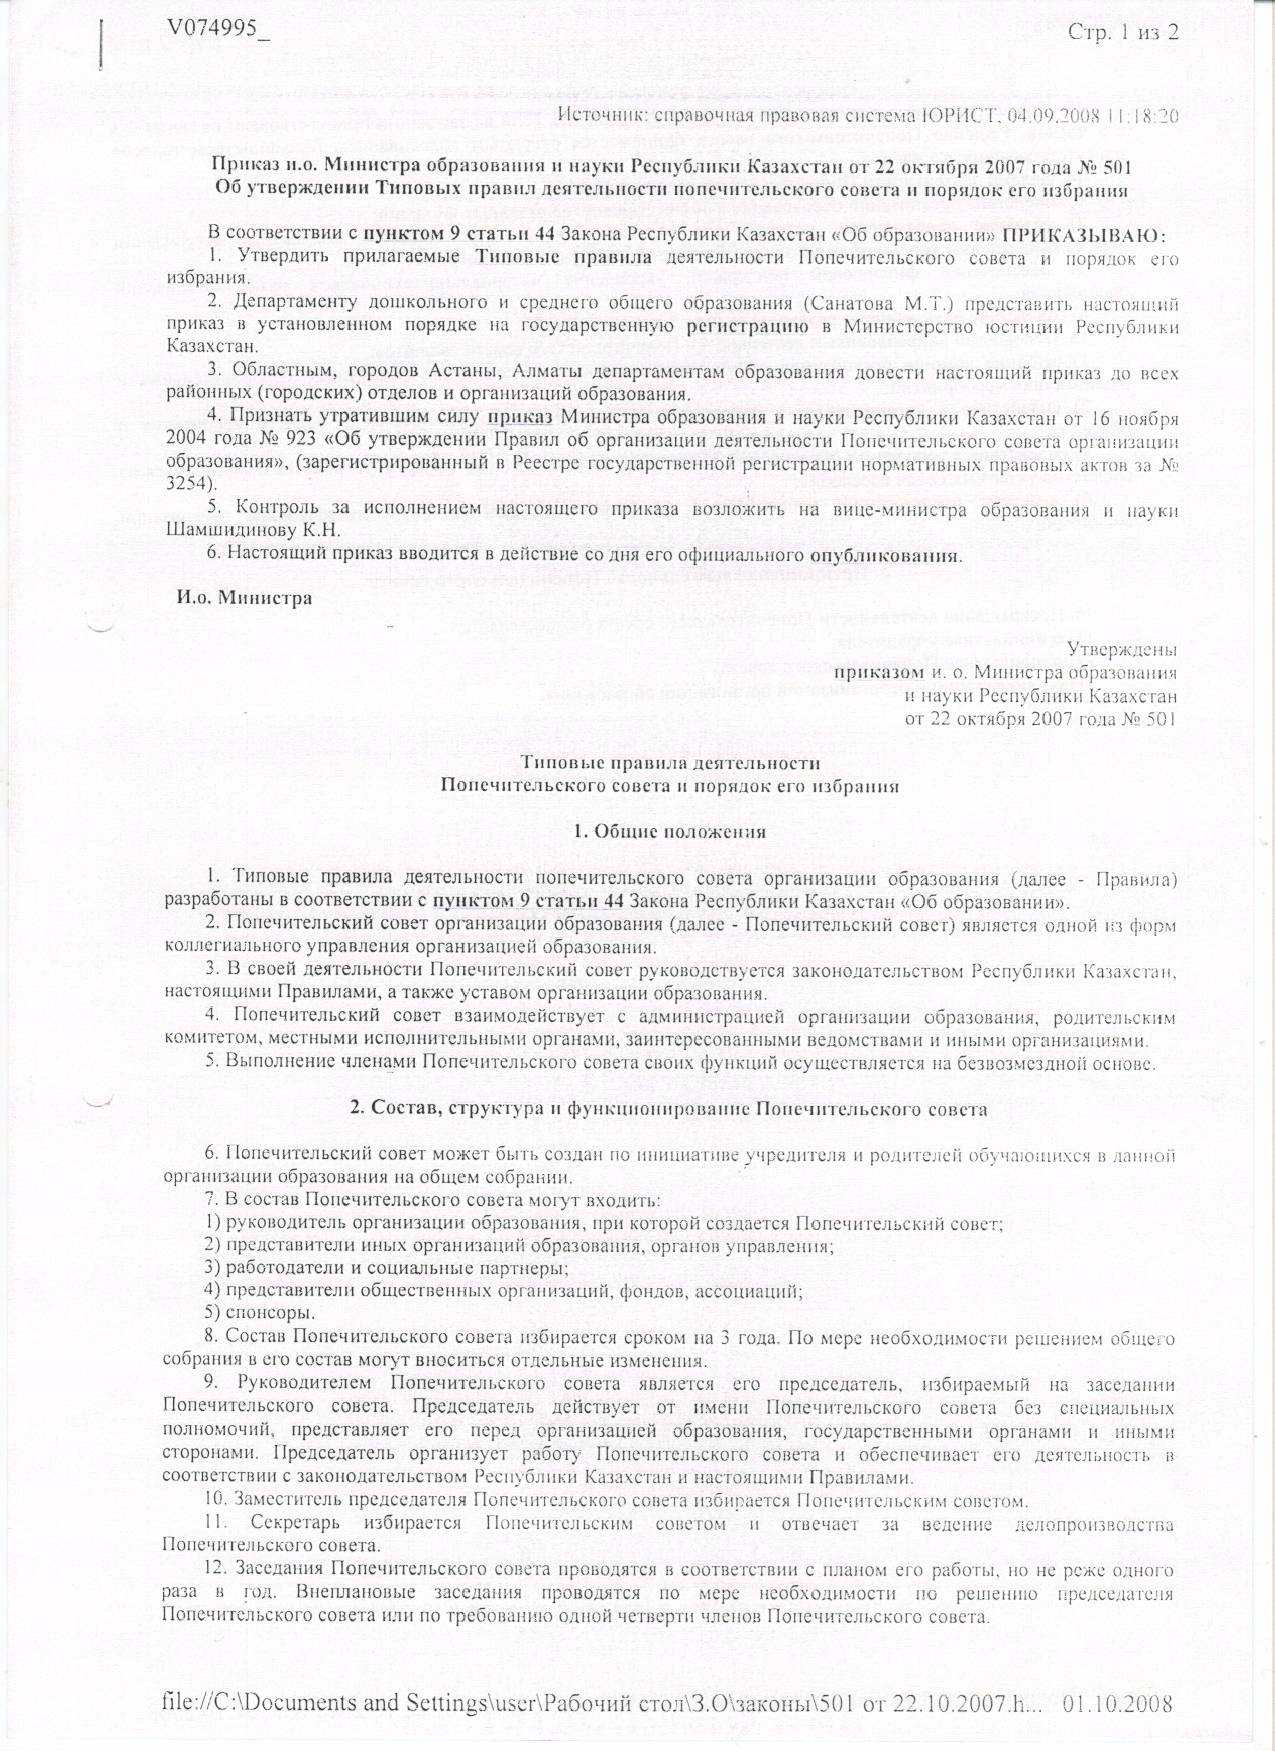 V074995_
Стр. 1 из 2
Источник: справочная правовая система ЮРИСТ, 04.09.2008 11:18:20
Приказ и.о. Министра образования и науки Республики Казахстан от 22 октября 2007 года № 501
Об утверждении Типовых правил деятельности попечительского совета и порядок его избрания
В соответствии с пунктом 9 статьи 44 Закона Республики Казахстан «Об образовании» ПРИКАЗЫВАЮ:
1. Утвердить прилагаемые Типовые правила деятельности Попечительского совета и порядок его
избрания.
2. Департаменту дошкольного и среднего общего образования (Санатова М.Т.) представить настоящий
приказ в установленном порядке на государственную регистрацию в Министерство юстиции Республики
Казахстан.
3. Областным, городов Астаны, Алматы департаментам образования довести настоящий приказ до всех
районных (городских) отделов и организаций образования.
4. Признать утратившим силу приказ Министра образования и науки Республики Казахстан от 16 ноября
2004 года № 923 «Об утверждении Правил об организации деятельности Попечительского совета организации
образования», (зарегистрированный в Реестре государственной регистрации нормативных правовых актов за №
3254).
5. Контроль за исполнением настоящего приказа возложить на вице-министра образования и науки
Шамшидинову К.Н.
6. Настоящий приказ вводится в действие со дня его официального опубликования.
И.о. Министра
Утверждены
приказом и. о. Министра образования
и науки Республики Казахстан
от 22 октября 2007 года № 501
Типовые правила деятельности
Попечительского совета и порядок его избрания
1. Общие положения
1. Типовые правила деятельности попечительского совета организации образования (далее - Правила)
разработаны в соответствии с пунктом 9 статьи 44 Закона Республики Казахстан «Об образовании».
2. Попечительский совет организации образования (далее - Попечительский совет) является одной из форм
коллегиального управления организацией образования.
3. В своей деятельности Попечительский совет руководствуется законодательством Республики Казахстан,
настоящими Правилами, а также уставом организации образования.
4. Попечительский совет взаимодействует с администрацией организации образования, родительским
комитетом, местными исполнительными органами, заинтересованными ведомствами и иными организациями.
5. Выполнение членами Попечительского совета своих функций осуществляется на безвозмездной основе.
2. Состав, структура и функционирование Попечительского совета
6. Попечительский совет может быть создан по инициативе учредителя и родителей обучающихся в данной
организации образования на общем собрании.
7. В состав Попечительского совета могут входить:
1) руководитель организации образования, при которой создается Попечительский совет;
2) представители иных организаций образования, органов управления;
3) работодатели и социальные партнеры;
4) представители общественных организаций, фондов, ассоциаций;
5) спонсоры.
8. Состав Попечительского совета избирается сроком на 3 года. По мере необходимости решением общего
собрания в его состав могут вноситься отдельные изменения.
9. Руководителем Попечительского совета является его председатель, избираемый на заседании
Попечительского совета. Председатель действует от имени Попечительского совета без специальных
полномочий, представляет его перед организацией образования, государственными органами и иными
сторонами. Председатель организует работу Попечительского совета и обеспечивает его деятельность в
соответствии с законодательством Республики Казахстан и настоящими Правилами.
10. Заместитель председателя Попечительского совета избирается Попечительским советом.
11. Секретарь избирается Попечительским советом и отвечает за ведение делопроизводства
Попечительского совета.
12. Заседания Попечительского совета проводятся в соответствии с планом его работы, но не реже одного
раза в год. Внеплановые заседания проводятся по мере необходимости по решению председателя
Попечительского совета или по требованию одной четверти членов Попечительского совета.
file://C:\Documents and Settings\user\Рабочий стол\З.О\законы\501 от 22.10.2007.h... 01.10.2008